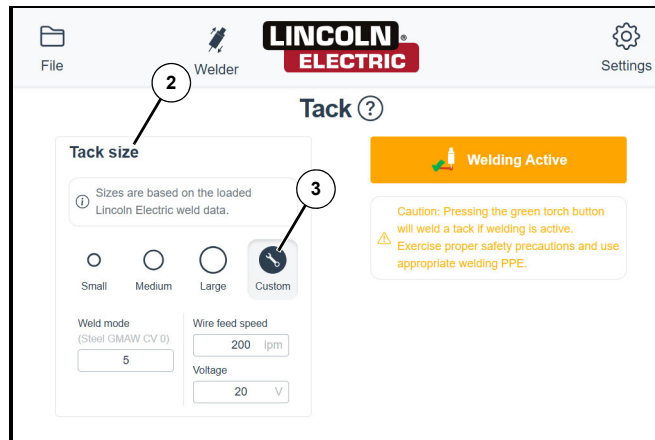 LINCOLN
ELECTRIC
File
Welder
Settings
2
Tack ?
Tack size
Welding Active
i Sizes are based on the loaded
Lincoln Electric weld data.
3
Caution: Pressing the green torch button
will weld a tack if welding is active.
Exercise proper safety precautions and use
appropriate welding PPE.
Small
Medium
Large
Custom
Weld mode
(Steel GMAW CV 0)
5
Wire feed speed
200 ipm
Voltage
20 V